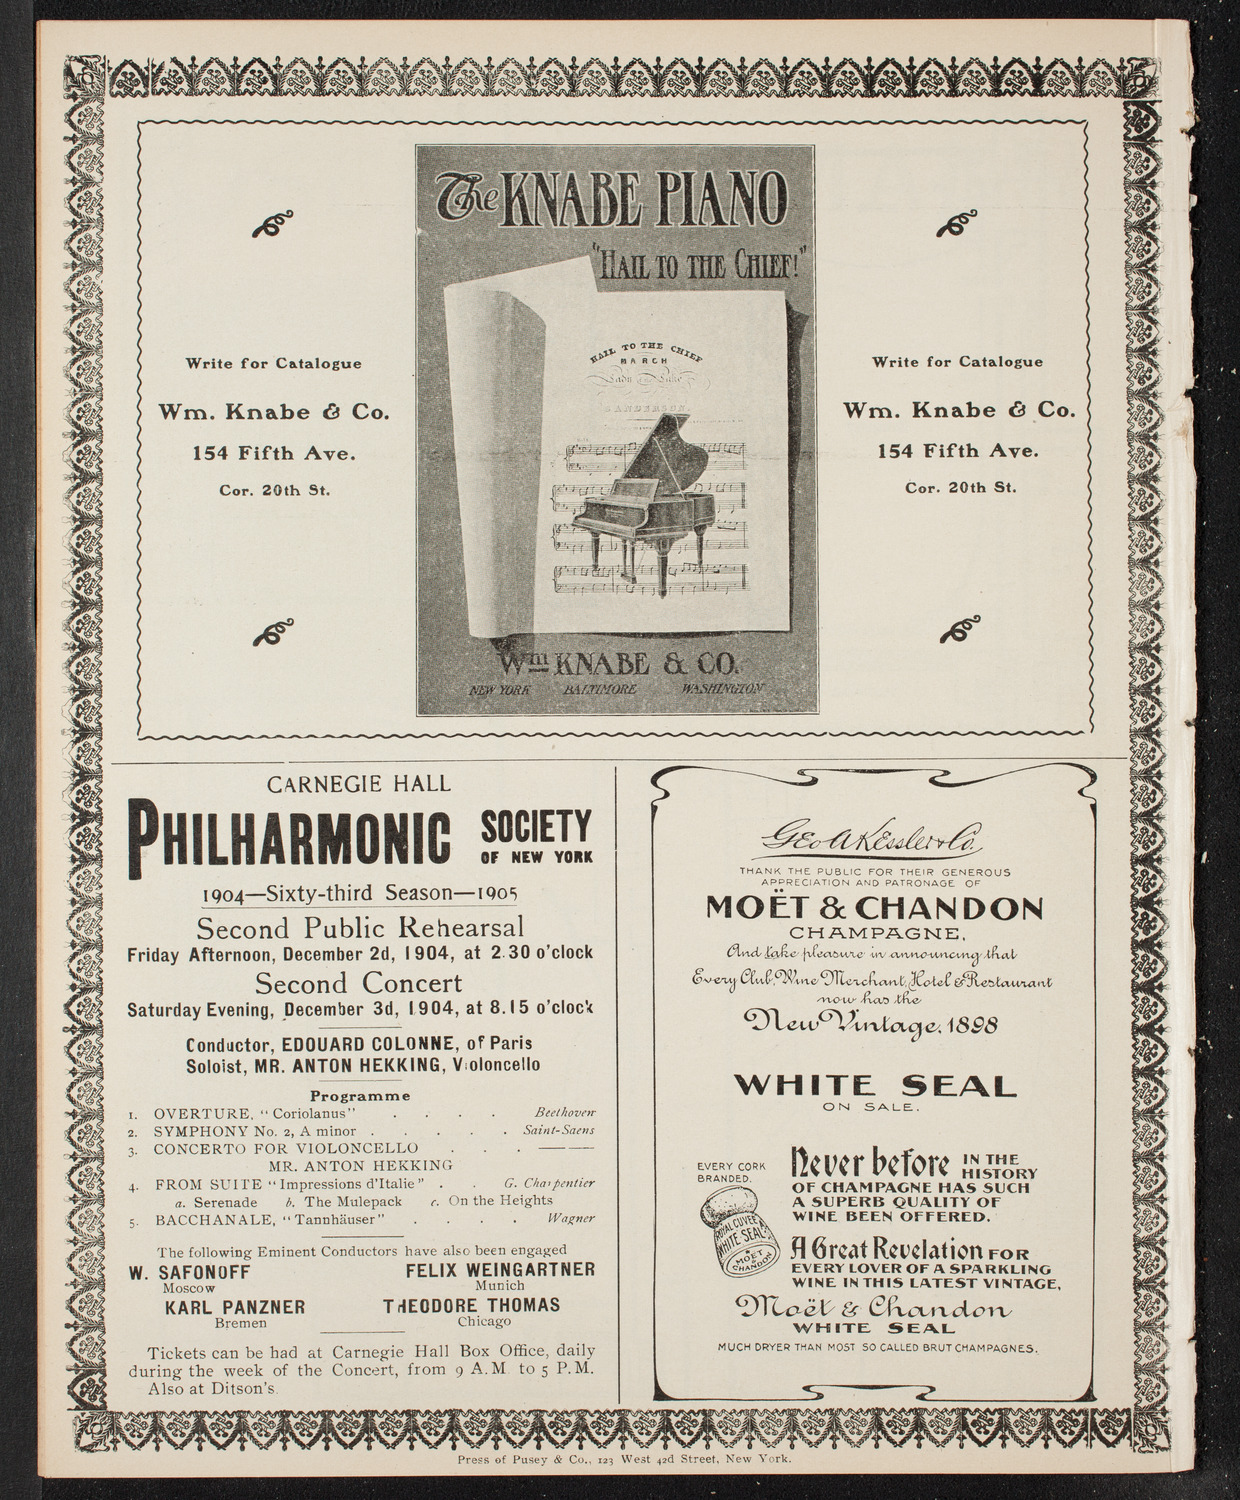 The KNABE PIANO
"HAIL TO THE CHIEF!"
HAIL TO THE CHIEF
MARCH
Lady of the Lake
SANDERSON.
Wm KNABE & CO.
NEW YORK BALTIMORE WASHINGTON
Write for Catalogue
Wm. Knabe & Co.
154 Fifth Ave.
Cor. 20th St.
Write for Catalogue
Wm. Knabe & Co.
154 Fifth Ave.
Cor. 20th St.
CARNEGIE HALL
PHILHARMONIC SOCIETY
OF NEW YORK
1904—Sixty-third Season—1905
Second Public Rehearsal
Friday Afternoon, December 2d, 1904, at 2.30 o'clock
Second Concert
Saturday Evening, December 3d, 1904, at 8.15 o'clock
Conductor, EDOUARD COLONNE, of Paris
Soloist, MR. ANTON HEKKING, Violoncello
Programme
1. OVERTURE, "Coriolanus" . . . . Beethoven
2. SYMPHONY No. 2, A minor . . . . . Saint-Saens
3. CONCERTO FOR VIOLONCELLO . . . ———
MR. ANTON HEKKING
4. FROM SUITE "Impressions d'Italie" . . G. Charpentier
a. Serenade b. The Mulepack c. On the Heights
5. BACCHANALE, "Tannhäuser" . . . . Wagner
The following Eminent Conductors have also been engaged
W. SAFONOFF FELIX WEINGARTNER
Moscow Munich
KARL PANZNER THEODORE THOMAS
Bremen Chicago
Tickets can be had at Carnegie Hall Box Office, daily
during the week of the Concert, from 9 A.M. to 5 P.M.
Also at Ditson's.
Geo A Kessler & Co.
THANK THE PUBLIC FOR THEIR GENEROUS
APPRECIATION AND PATRONAGE OF
MOËT & CHANDON
CHAMPAGNE,
And take pleasure in announcing that
Every Club, Wine Merchant, Hotel & Restaurant
now has the
New Vintage, 1898
WHITE SEAL
ON SALE.
EVERY CORK
BRANDED.
ROYAL CUVEE
WHITE SEAL
MOET
CHANDON
Never before IN THE
HISTORY
OF CHAMPAGNE HAS SUCH
A SUPERB QUALITY OF
WINE BEEN OFFERED.
A Great Revelation FOR
EVERY LOVER OF A SPARKLING
WINE IN THIS LATEST VINTAGE,
Moët & Chandon
WHITE SEAL
MUCH DRYER THAN MOST SO CALLED BRUT CHAMPAGNES.
Press of Pusey & Co., 123 West 42d Street, New York.